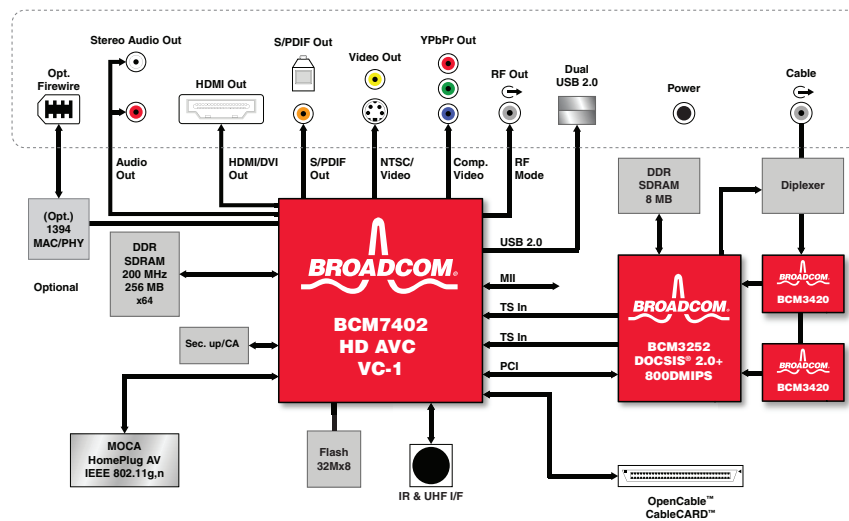 Stereo Audio Out
S/PDIF Out
YPbPr Out
Video Out
Opt.
Firewire
HDMI Out
RF Out
Dual
USB 2.0
Power
Cable
Audio
Out
HDMI/DVI
Out
S/PDIF
Out
NTSC/
Video
Comp.
Video
RF
Mode
DDR
SDRAM
8 MB
Diplexer
(Opt.)
1394
MAC/PHY
Optional
DDR
SDRAM
200 MHz
256 MB
x64
BROADCOM®
BCM7402
HD AVC
VC-1
USB 2.0
MII
TS In
TS In
PCI
BROADCOM®
BCM3252
DOCSIS® 2.0+
800DMIPS
BROADCOM®
BCM3420
BROADCOM®
BCM3420
Sec. up/CA
MOCA
HomePlug AV
IEEE 802.11g,n
Flash
32Mx8
IR & UHF I/F
OpenCable™
CableCARD™